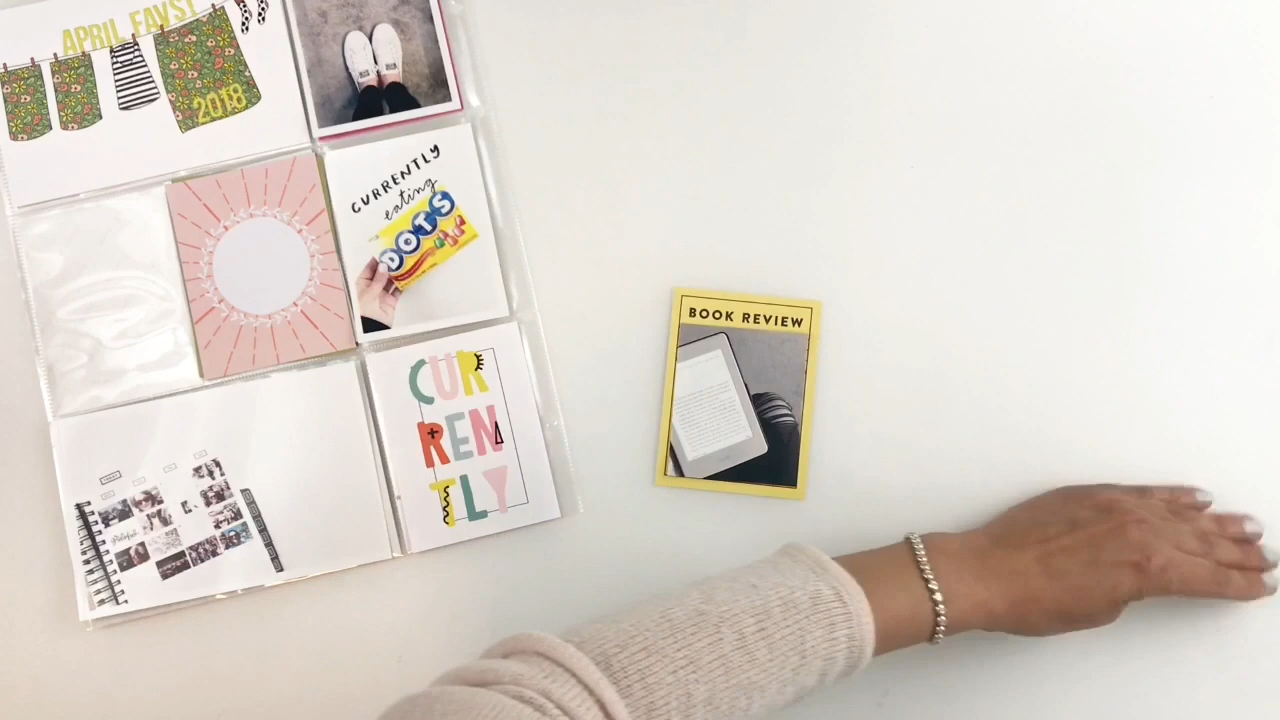 APRIL FAVS!
2018
CURRENTLY
eating
DOTS
BOOK REVIEW
CUR
REN
TLY